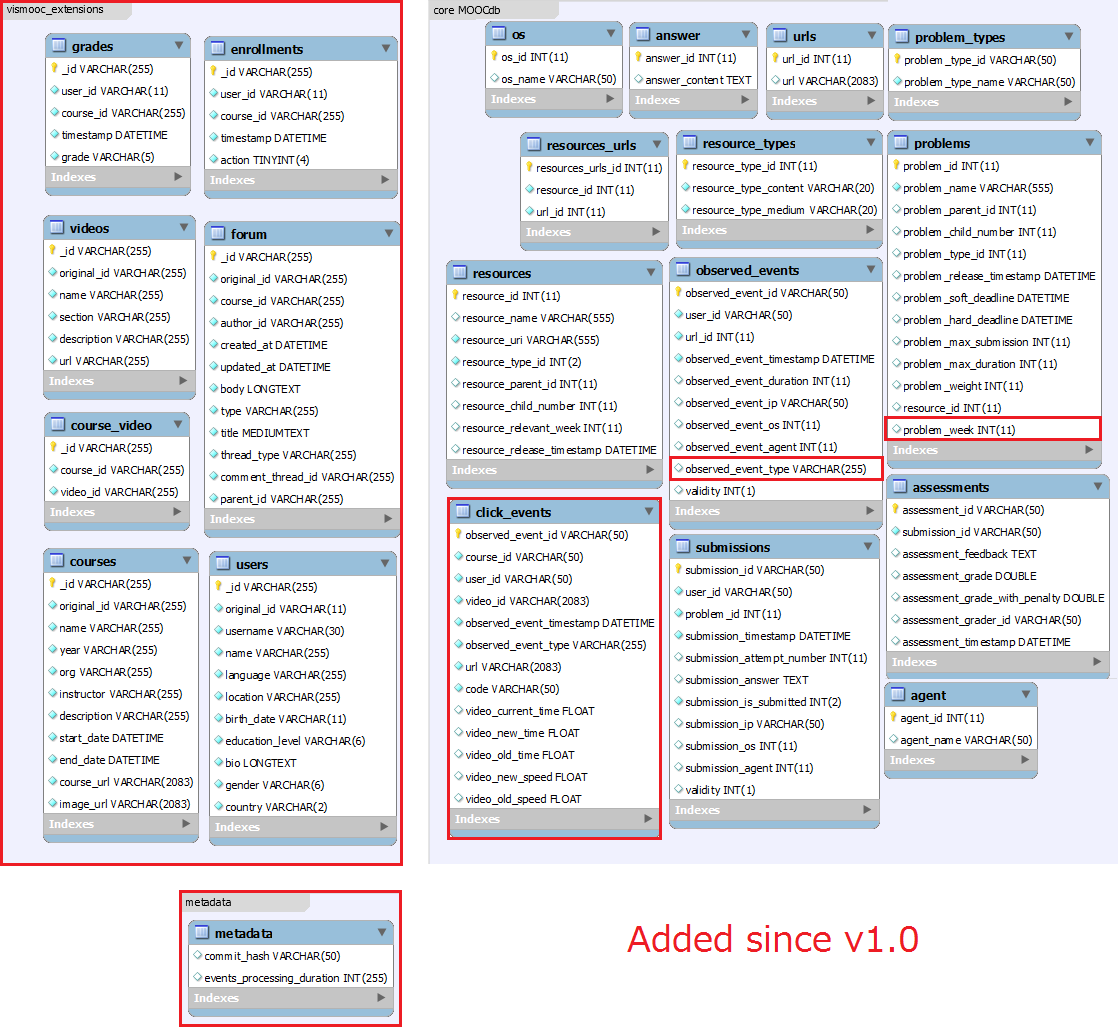 vismooc_extensions
grades
_id VARCHAR(255)
user_id VARCHAR(11)
course_id VARCHAR(255)
timestamp DATETIME
grade VARCHAR(5)
Indexes
enrollments
_id VARCHAR(255)
user_id VARCHAR(11)
course_id VARCHAR(255)
timestamp DATETIME
action TINYINT(4)
Indexes
videos
_id VARCHAR(255)
original_id VARCHAR(255)
name VARCHAR(255)
section VARCHAR(255)
description VARCHAR(255)
url VARCHAR(255)
Indexes
forum
_id VARCHAR(255)
original_id VARCHAR(255)
course_id VARCHAR(255)
author_id VARCHAR(255)
created_at DATETIME
updated_at DATETIME
body LONGTEXT
type VARCHAR(255)
title MEDIUMTEXT
thread_type VARCHAR(255)
comment_thread_id VARCHAR(255)
parent_id VARCHAR(255)
Indexes
course_video
_id VARCHAR(255)
course_id VARCHAR(255)
video_id VARCHAR(255)
Indexes
courses
_id VARCHAR(255)
original_id VARCHAR(255)
name VARCHAR(255)
year VARCHAR(255)
org VARCHAR(255)
instructor VARCHAR(255)
description VARCHAR(255)
start_date DATETIME
end_date DATETIME
course_url VARCHAR(2083)
image_url VARCHAR(2083)
Indexes
users
_id VARCHAR(255)
original_id VARCHAR(11)
username VARCHAR(30)
name VARCHAR(255)
language VARCHAR(255)
location VARCHAR(255)
birth_date VARCHAR(11)
education_level VARCHAR(6)
bio LONGTEXT
gender VARCHAR(6)
country VARCHAR(2)
Indexes
core MOOCdb
os
os_id INT(11)
os_name VARCHAR(50)
Indexes
answer
answer_id INT(11)
answer_content TEXT
Indexes
urls
url_id INT(11)
url VARCHAR(2083)
Indexes
problem_types
problem_type_id VARCHAR(50)
problem_type_name VARCHAR(50)
Indexes
resources_urls
resources_urls_id INT(11)
resource_id INT(11)
url_id INT(11)
Indexes
resource_types
resource_type_id INT(11)
resource_type_content VARCHAR(20)
resource_type_medium VARCHAR(20)
Indexes
problems
problem_id INT(11)
problem_name VARCHAR(555)
problem_parent_id INT(11)
problem_child_number INT(11)
problem_type_id INT(11)
problem_release_timestamp DATETIME
problem_soft_deadline DATETIME
problem_hard_deadline DATETIME
problem_max_submission INT(11)
problem_max_duration INT(11)
problem_weight INT(11)
resource_id INT(11)
problem_week INT(11)
Indexes
resources
resource_id INT(11)
resource_name VARCHAR(555)
resource_uri VARCHAR(555)
resource_type_id INT(2)
resource_parent_id INT(11)
resource_child_number INT(11)
resource_relevant_week INT(11)
resource_release_timestamp DATETIME
Indexes
observed_events
observed_event_id VARCHAR(50)
user_id VARCHAR(50)
url_id INT(11)
observed_event_timestamp DATETIME
observed_event_duration INT(11)
observed_event_ip VARCHAR(50)
observed_event_os INT(11)
observed_event_agent INT(11)
observed_event_type VARCHAR(255)
validity INT(1)
Indexes
click_events
observed_event_id VARCHAR(50)
course_id VARCHAR(50)
user_id VARCHAR(50)
video_id VARCHAR(2083)
observed_event_timestamp DATETIME
observed_event_type VARCHAR(255)
url VARCHAR(2083)
code VARCHAR(50)
video_current_time FLOAT
video_new_time FLOAT
video_old_time FLOAT
video_new_speed FLOAT
video_old_speed FLOAT
Indexes
submissions
submission_id VARCHAR(50)
user_id VARCHAR(50)
problem_id INT(11)
submission_timestamp DATETIME
submission_attempt_number INT(11)
submission_answer TEXT
submission_is_submitted INT(2)
submission_ip VARCHAR(50)
submission_os INT(11)
submission_agent INT(11)
validity INT(1)
Indexes
assessments
assessment_id VARCHAR(50)
submission_id VARCHAR(50)
assessment_feedback TEXT
assessment_grade DOUBLE
assessment_grade_with_penalty DOUBLE
assessment_grader_id VARCHAR(50)
assessment_timestamp DATETIME
Indexes
agent
agent_id INT(11)
agent_name VARCHAR(50)
Indexes
metadata
metadata
commit_hash VARCHAR(50)
events_processing_duration INT(255)
Indexes
Added since v1.0